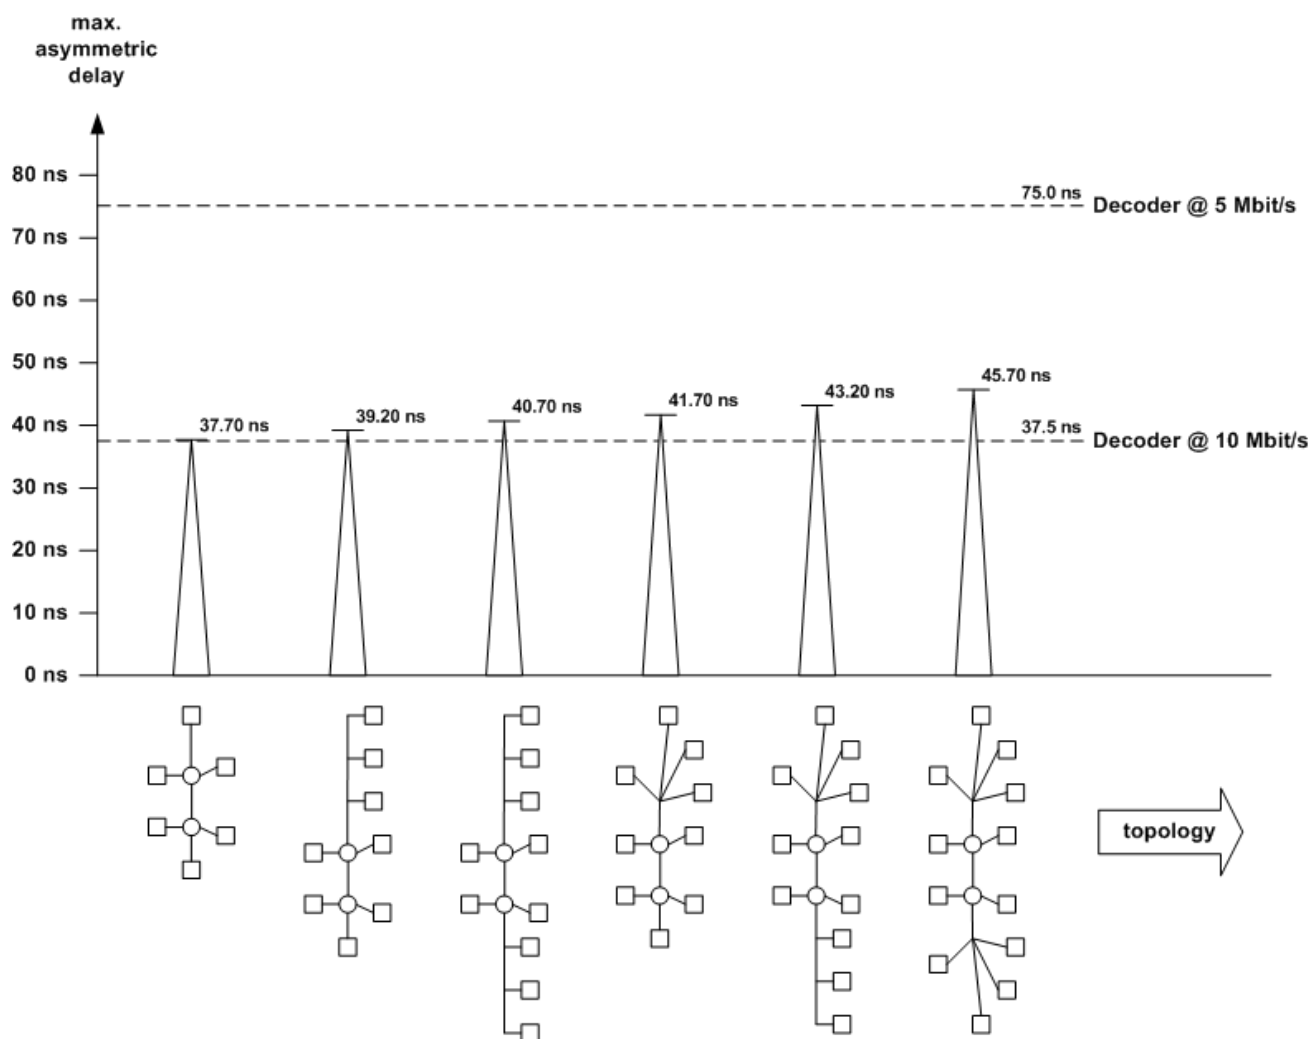 max.
asymmetric
delay
80 ns
75.0 ns
Decoder @ 5 Mbit/s
70 ns
60 ns
50 ns
45.70 ns
43.20 ns
41.70 ns
40.70 ns
39.20 ns
37.70 ns
40 ns
37.5 ns
Decoder @ 10 Mbit/s
30 ns
20 ns
10 ns
0 ns
topology